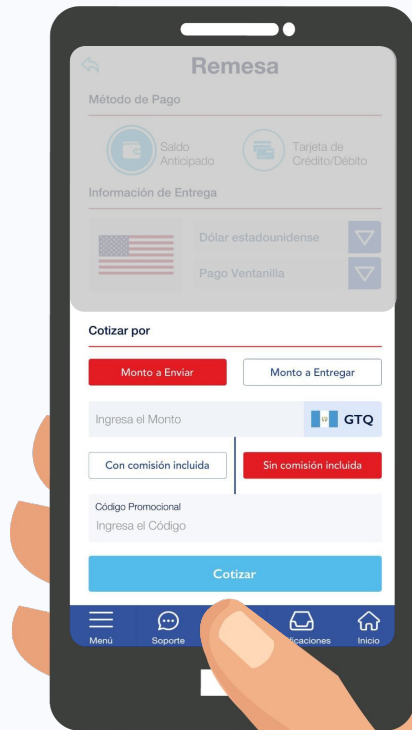 Remesa
Método de Pago
Saldo
Anticipado
Tarjeta de
Crédito/Débito
Información de Entrega
Dólar estadounidense
Pago Ventanilla
Cotizar por
Monto a Enviar
Monto a Entregar
Ingresa el Monto
GTQ
Con comisión incluida
Sin comisión incluida
Código Promocional
Ingresa el Código
Cotizar
Menú
Soporte
icaciones
Inicio